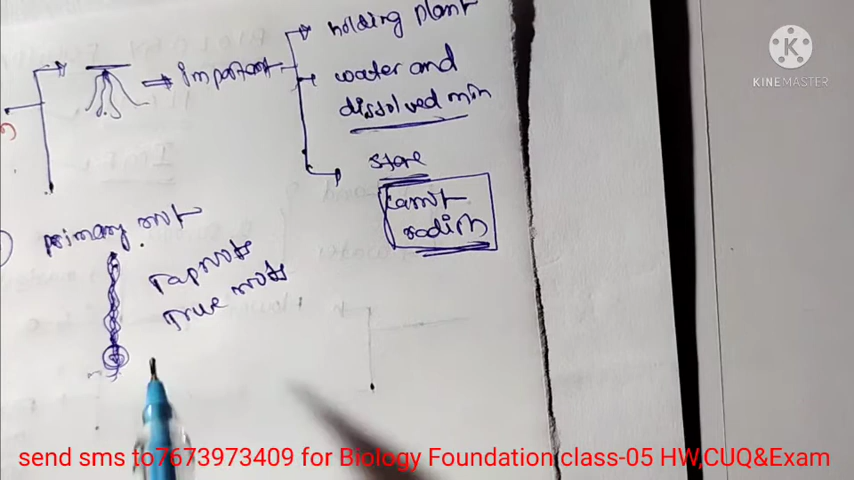 holding plant
important
water and
dissolved min
store
carrot
radish
primary root
Taproots
True roots
KINEMASTER
send sms to7673973409 for Biology Foundation class-05 HW,CUQ&Exam